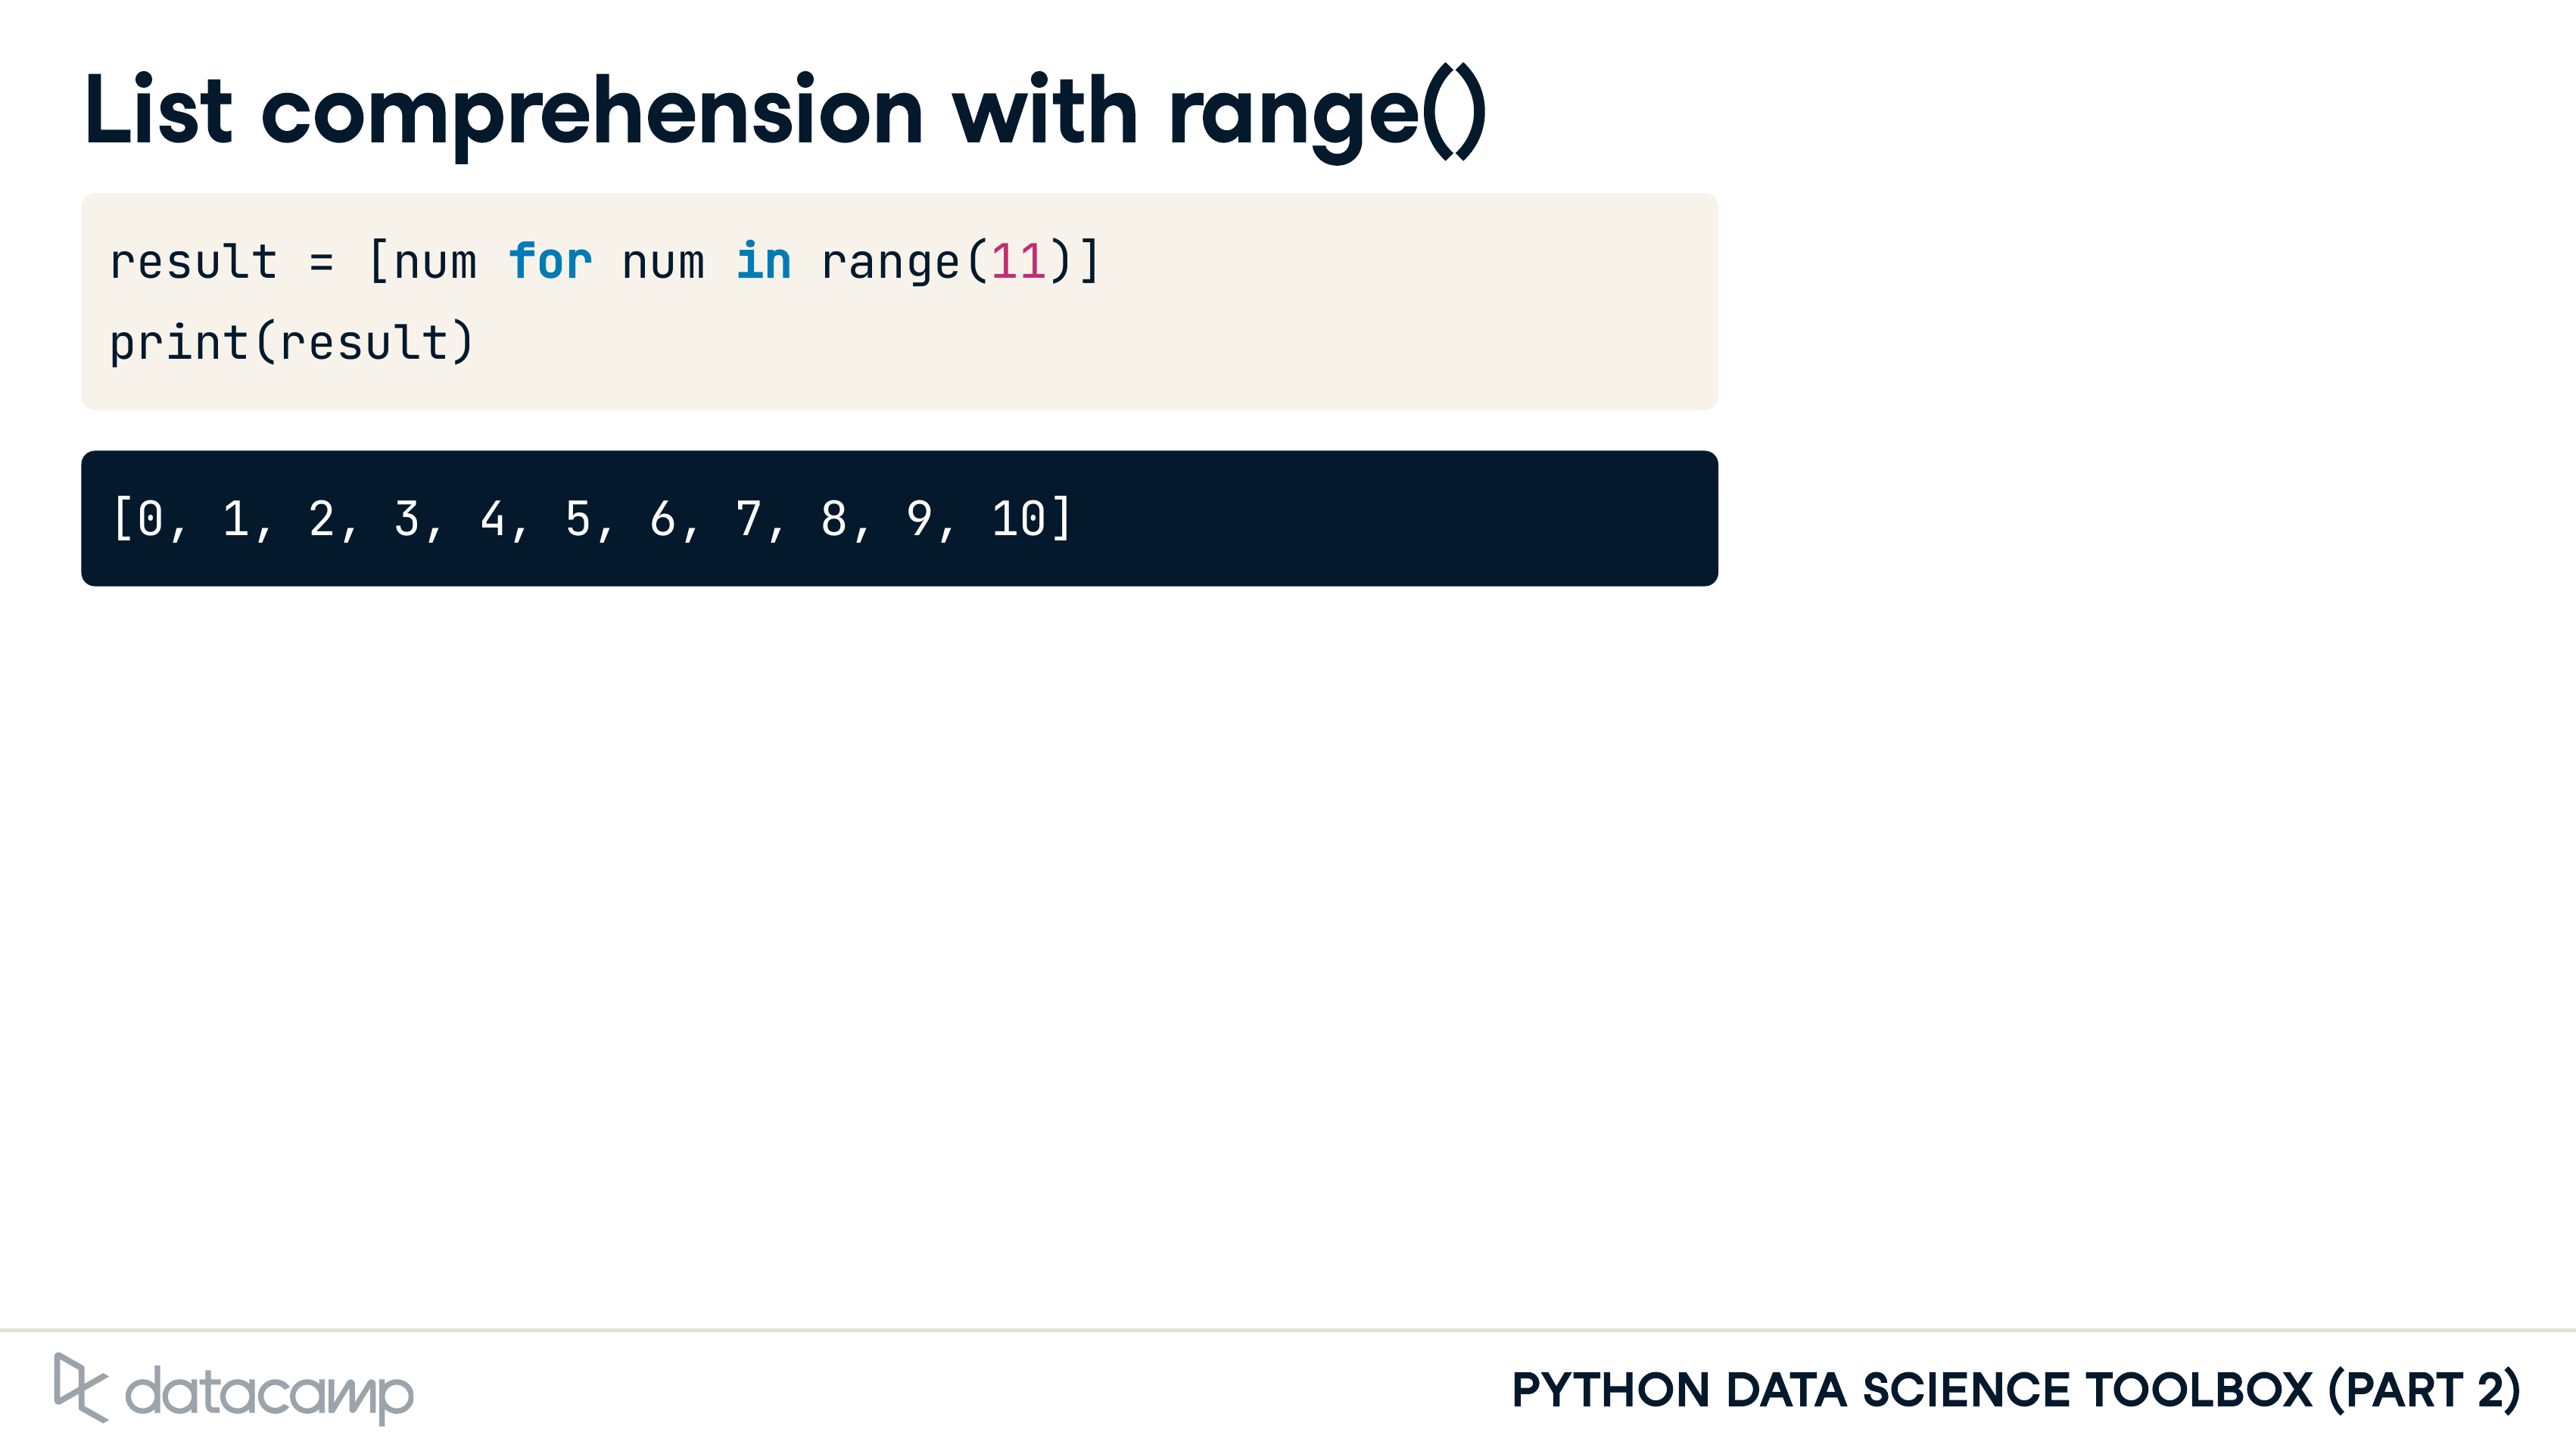 List comprehension with range()
result = [num for num in range(11)]
print(result)
[0, 1, 2, 3, 4, 5, 6, 7, 8, 9, 10]
datacamp
PYTHON DATA SCIENCE TOOLBOX (PART 2)